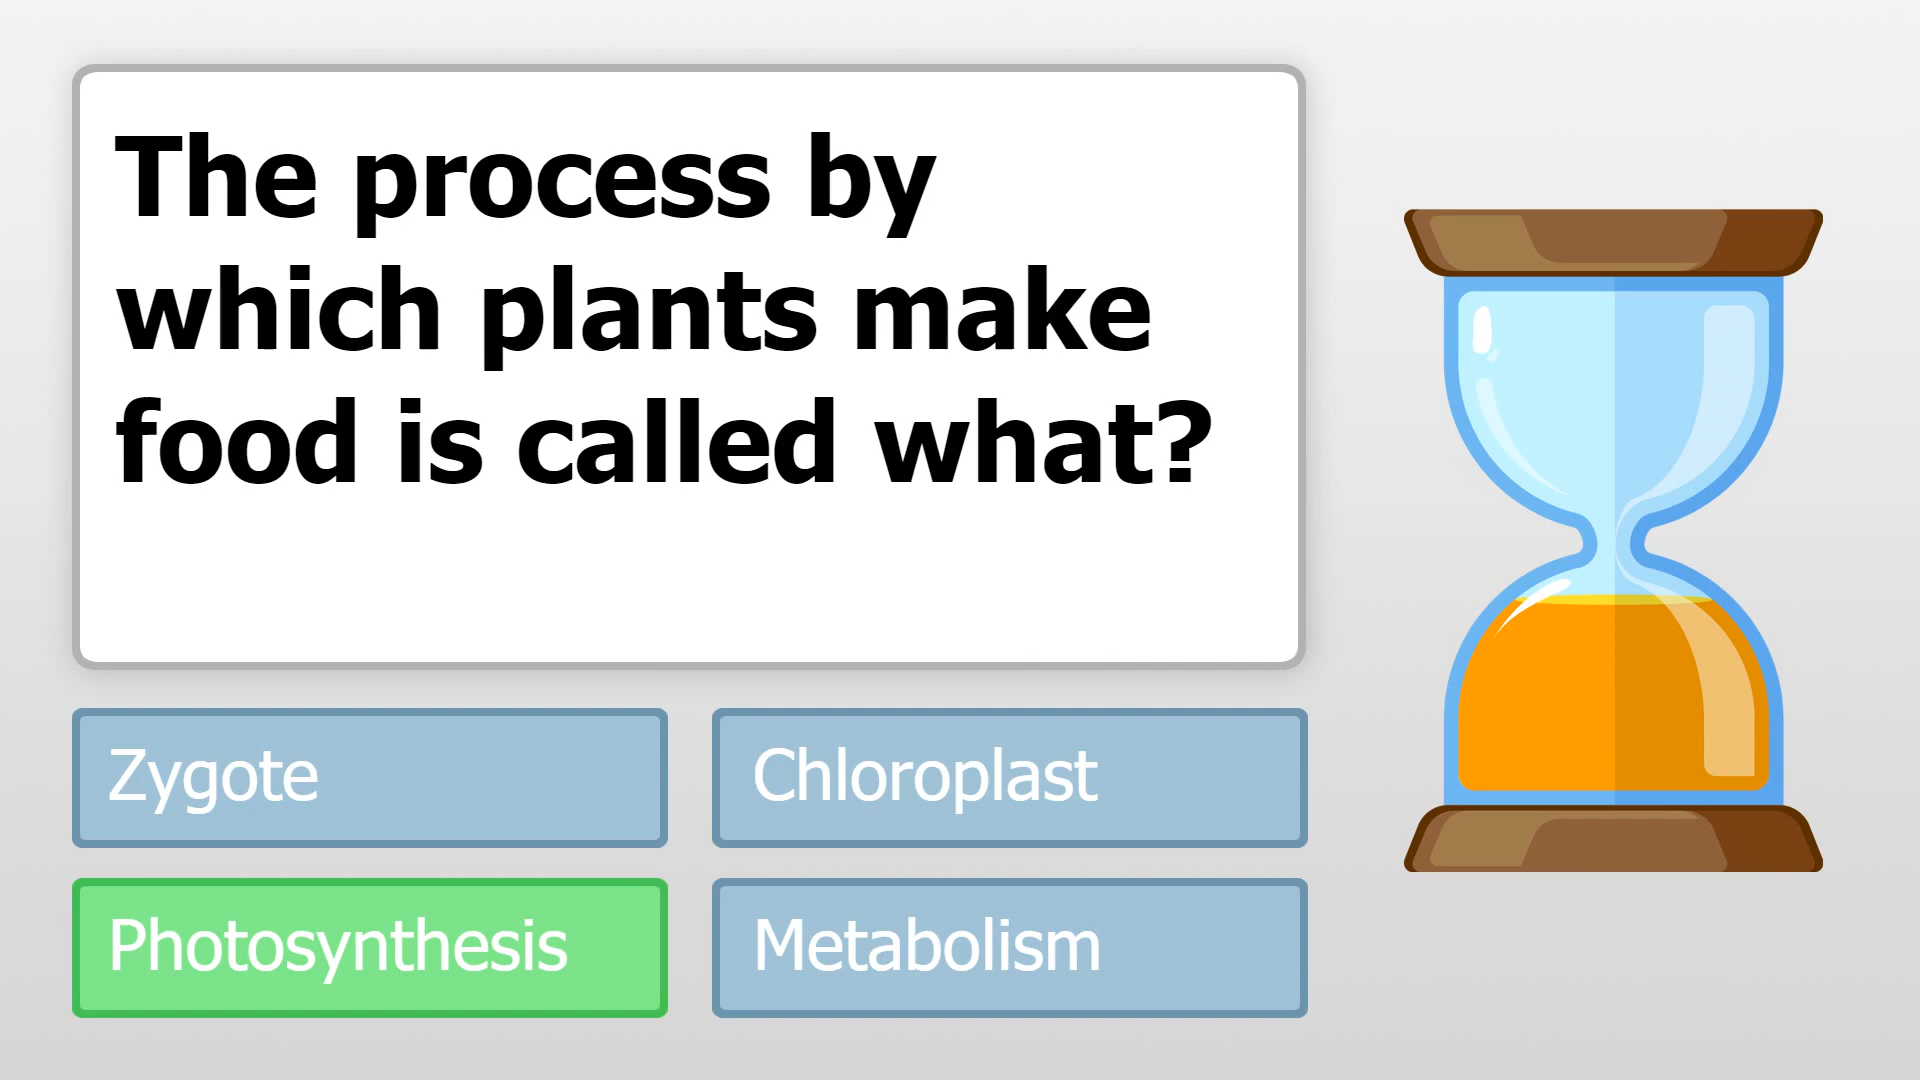 The process by
which plants make
food is called what?
Zygote
Chloroplast
Photosynthesis
Metabolism